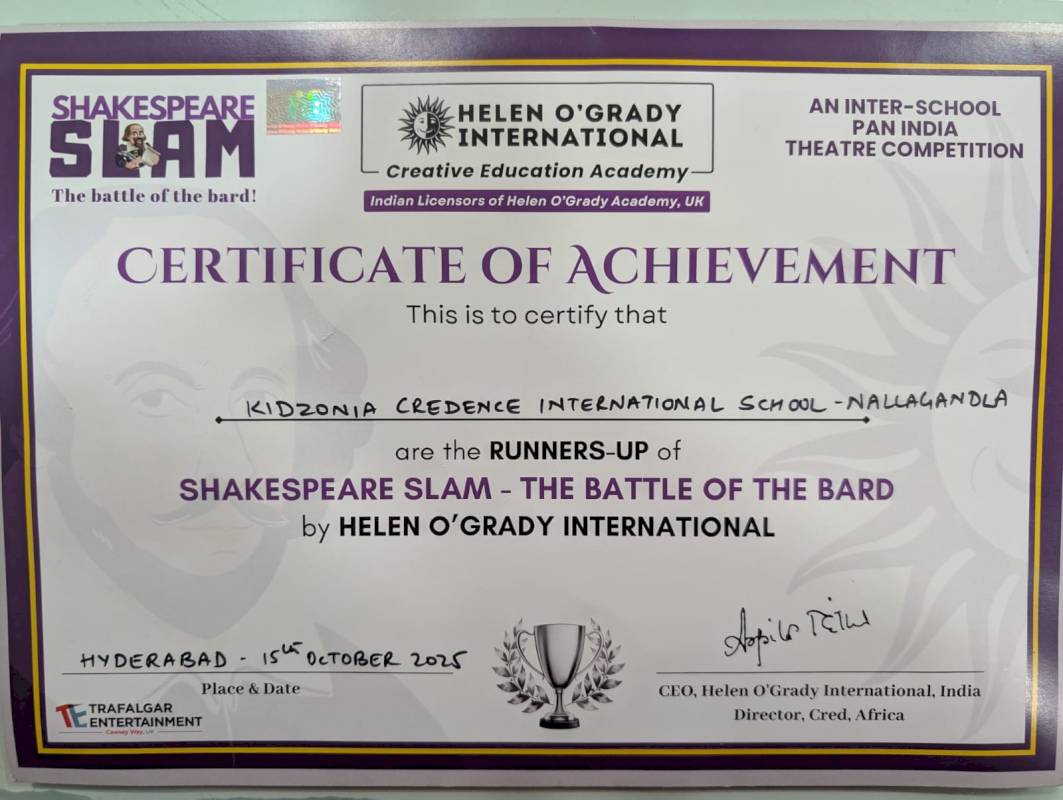 SHAKESPEARE
SLAM
The battle of the bard!
HELEN O'GRADY
INTERNATIONAL
Creative Education Academy
Indian Licensors of Helen O'Grady Academy, UK
AN INTER-SCHOOL
PAN INDIA
THEATRE COMPETITION
CERTIFICATE OF ACHIEVEMENT
This is to certify that
KIDZONIA CREDENCE INTERNATIONAL SCHOOL - NALLAGANDLA
are the RUNNERS-UP of
SHAKESPEARE SLAM - THE BATTLE OF THE BARD
by HELEN O'GRADY INTERNATIONAL
HYDERABAD - 15th OCTOBER 2025
Place & Date
TRAFALGAR
ENTERTAINMENT
CEO, Helen O'Grady International, India
Director, Cred, Africa